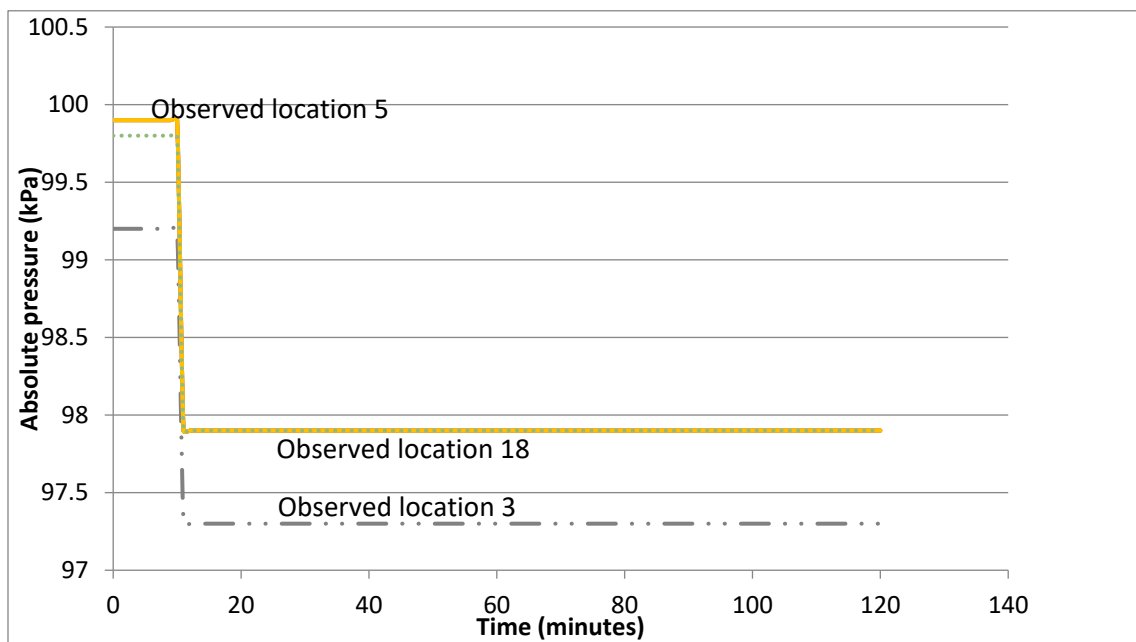 100.5
100
99.5
99
98.5
98
97.5
97
Absolute pressure (kPa)
Observed location 5
Observed location 18
Observed location 3
0 20 40 60 80 100 120 140
Time (minutes)